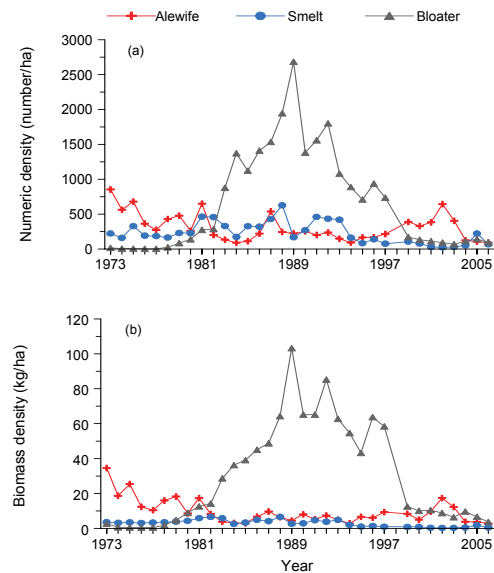 Alewife Smelt Bloater
(a)
Numeric density (number/ha)
3000
2500
2000
1500
1000
500
0
1973 1981 1989 1997 2005
(b)
Biomass density (kg/ha)
120
100
80
60
40
20
0
1973 1981 1989 1997 2005
Year